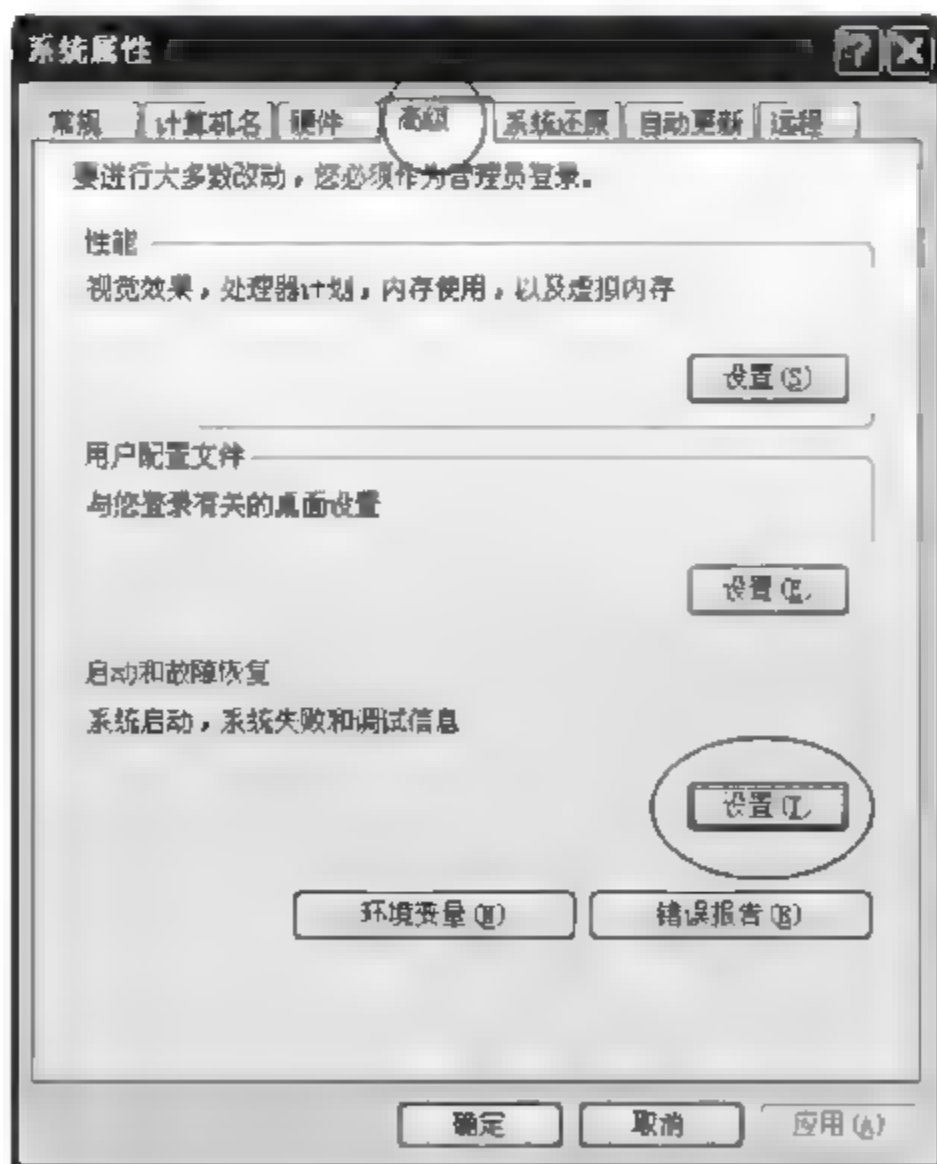 系统属性
常规 计算机名 硬件 高级 系统还原 自动更新 远程
要进行大多数改动，您必须作为管理员登录。
性能
视觉效果，处理器计划，内存使用，以及虚拟内存
设置(S)
用户配置文件
与您登录有关的桌面设置
设置(E
启动和故障恢复
系统启动，系统失败和调试信息
设置(T
环境变量(N) 错误报告(R)
确定 取消 应用(A)